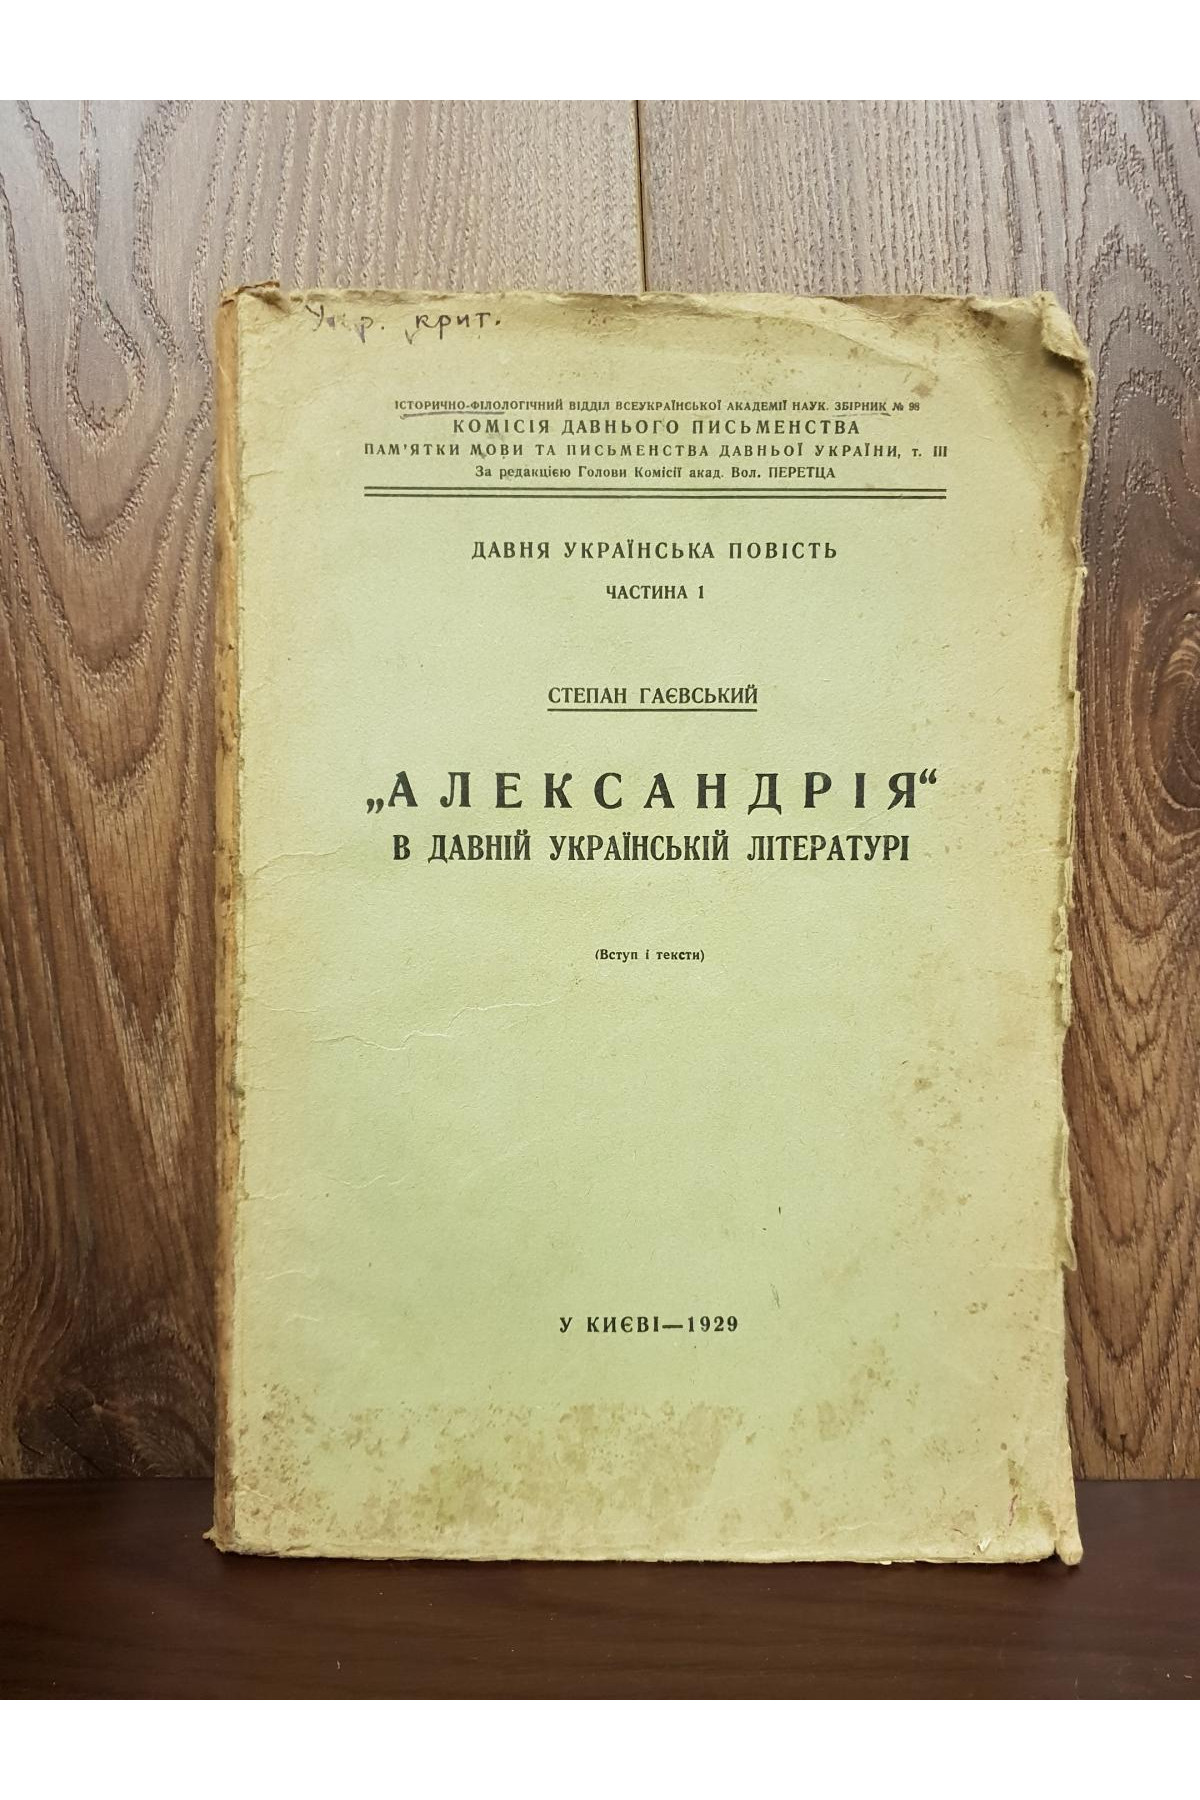 Укр. крит.
ІСТОРИЧНО-ФІЛОЛОГІЧНИЙ ВІДДІЛ ВСЕУКРАЇНСЬКОЇ АКАДЕМІЇ НАУК. ЗБІРНИК № 98
КОМІСІЯ ДАВНЬОГО ПИСЬМЕНСТВА
ПАМ'ЯТКИ МОВИ ТА ПИСЬМЕНСТВА ДАВНЬОЇ УКРАЇНИ, т. III
За редакцією Голови Комісії акад. Вол. ПЕРЕТЦА
ДАВНЯ УКРАЇНСЬКА ПОВІСТЬ
ЧАСТИНА 1
СТЕПАН ГАЄВСЬКИЙ
„АЛЕКСАНДРІЯ“
В ДАВНІЙ УКРАЇНСЬКІЙ ЛІТЕРАТУРІ
(Вступ і тексти)
У КИЄВІ—1929